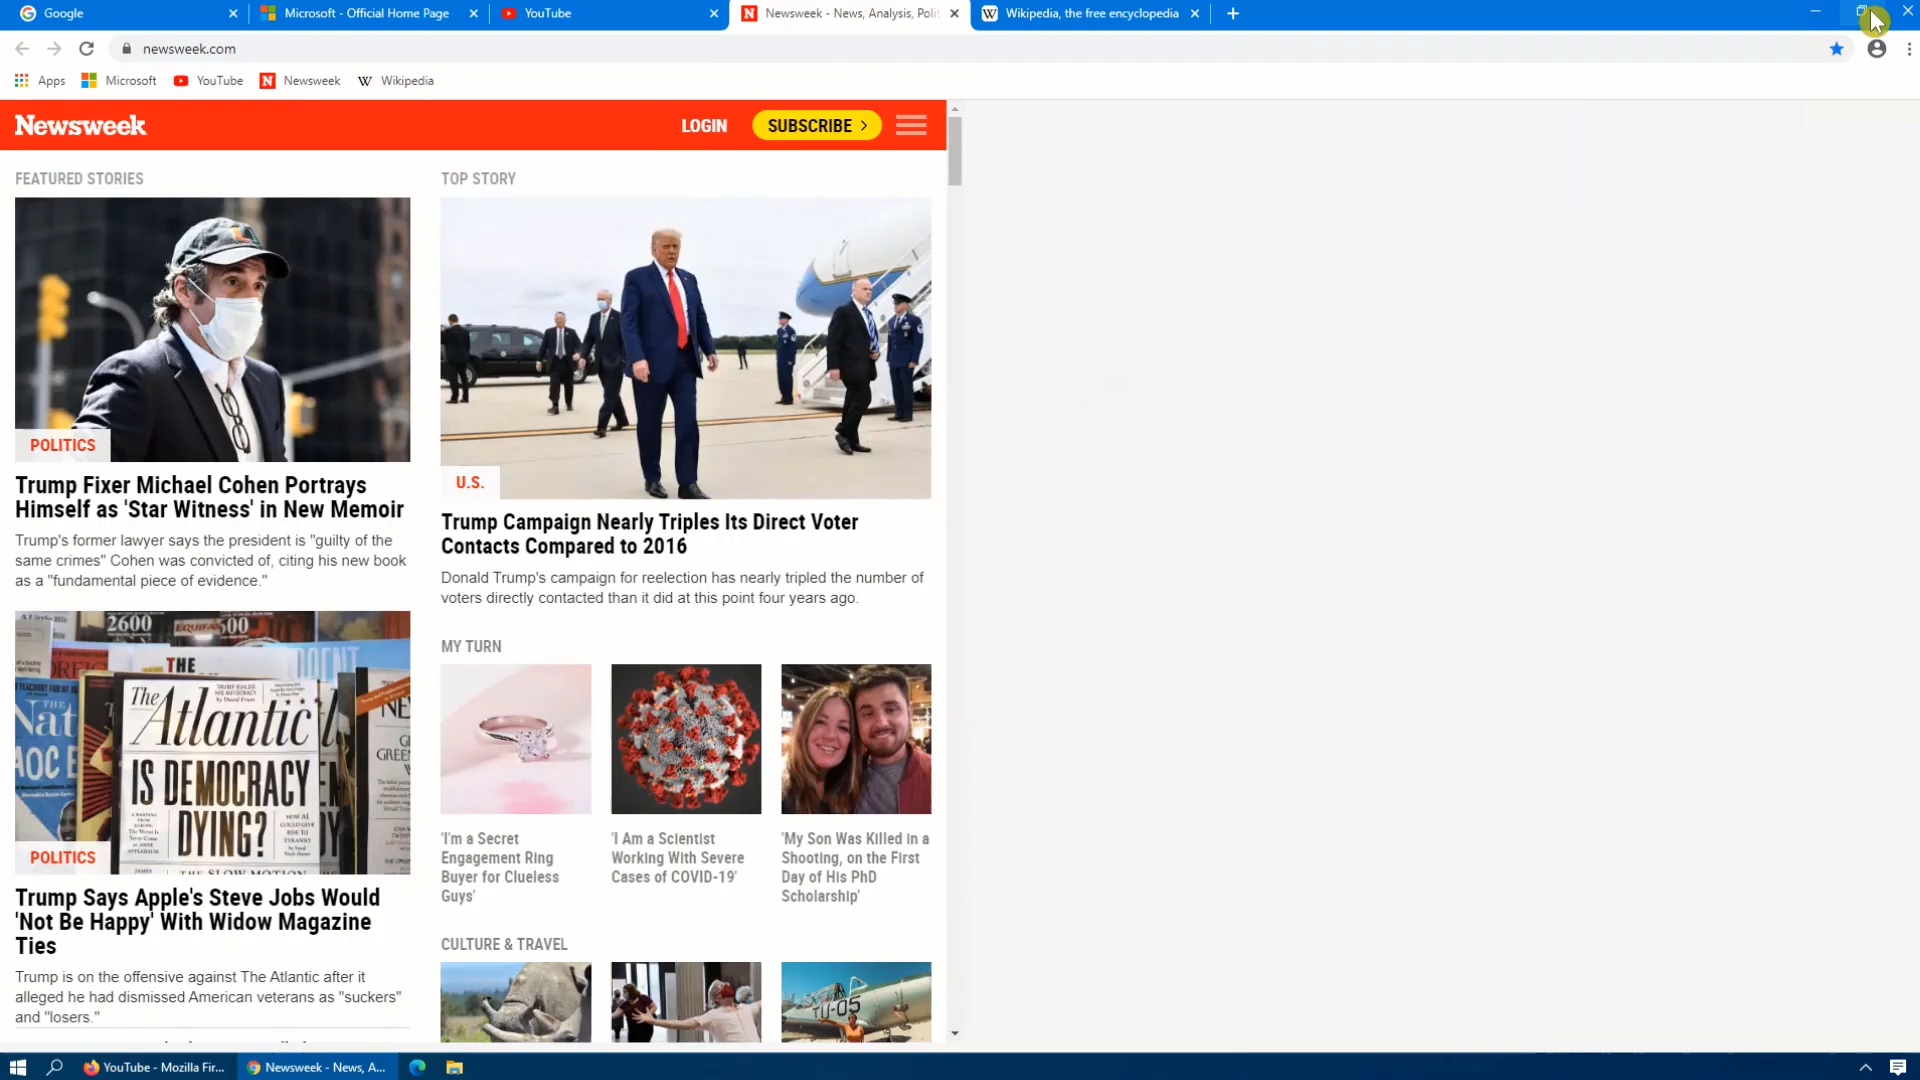 Google
Microsoft - Official Home Page
YouTube
Newsweek - News, Analysis, Polit
Wikipedia, the free encyclopedia
newsweek.com
Apps
Microsoft
YouTube
Newsweek
Wikipedia
Newsweek
LOGIN
SUBSCRIBE
FEATURED STORIES
POLITICS
Trump Fixer Michael Cohen Portrays
Himself as 'Star Witness' in New Memoir
Trump's former lawyer says the president is "guilty of the
same crimes" Cohen was convicted of, citing his new book
as a "fundamental piece of evidence."
2600
EQUIFAX
THE
The
Atlantic
IS DEMOCRACY
DYING?
POLITICS
Trump Says Apple's Steve Jobs Would
'Not Be Happy' With Widow Magazine
Ties
Trump is on the offensive against The Atlantic after it
alleged he had dismissed American veterans as "suckers"
and "losers."
TOP STORY
U.S.
Trump Campaign Nearly Triples Its Direct Voter
Contacts Compared to 2016
Donald Trump's campaign for reelection has nearly tripled the number of
voters directly contacted than it did at this point four years ago.
MY TURN
'I'm a Secret
Engagement Ring
Buyer for Clueless
Guys'
'I Am a Scientist
Working With Severe
Cases of COVID-19'
'My Son Was Killed in a
Shooting, on the First
Day of His PhD
Scholarship'
CULTURE & TRAVEL
TU-05
YouTube - Mozilla Fir...
Newsweek - News, A...